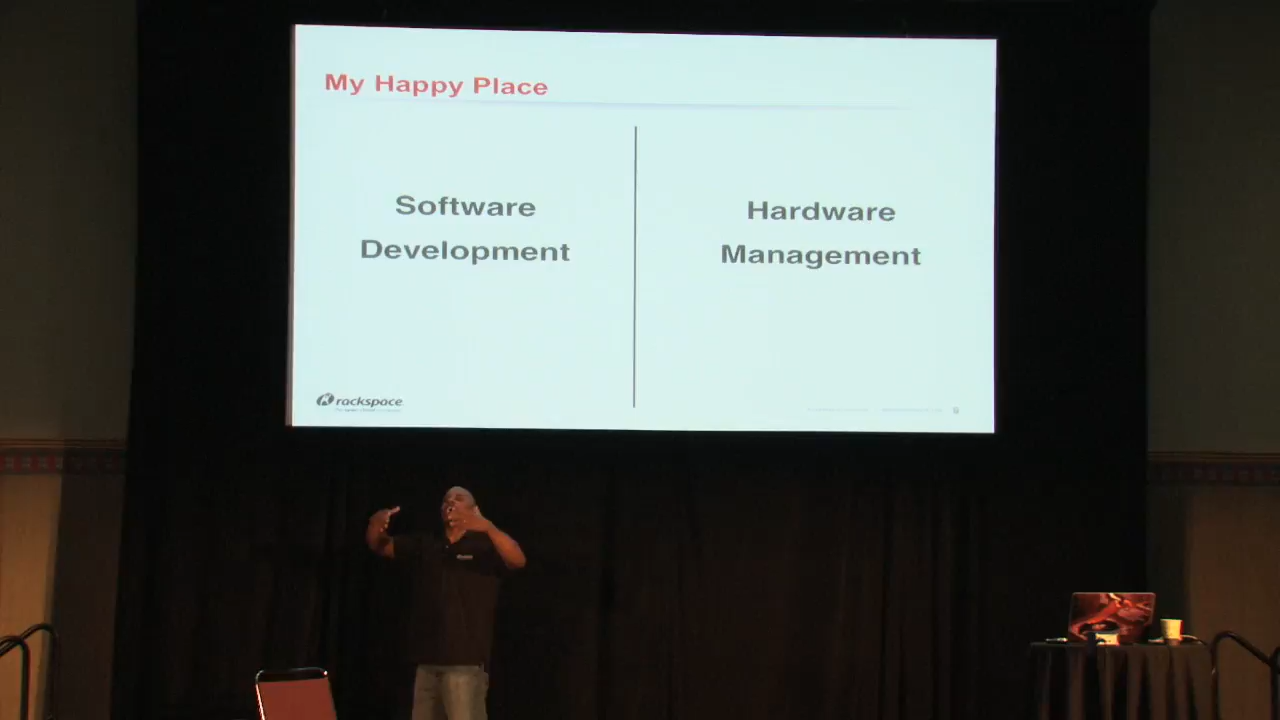 My Happy Place
Software
Development
Hardware
Management
rackspace